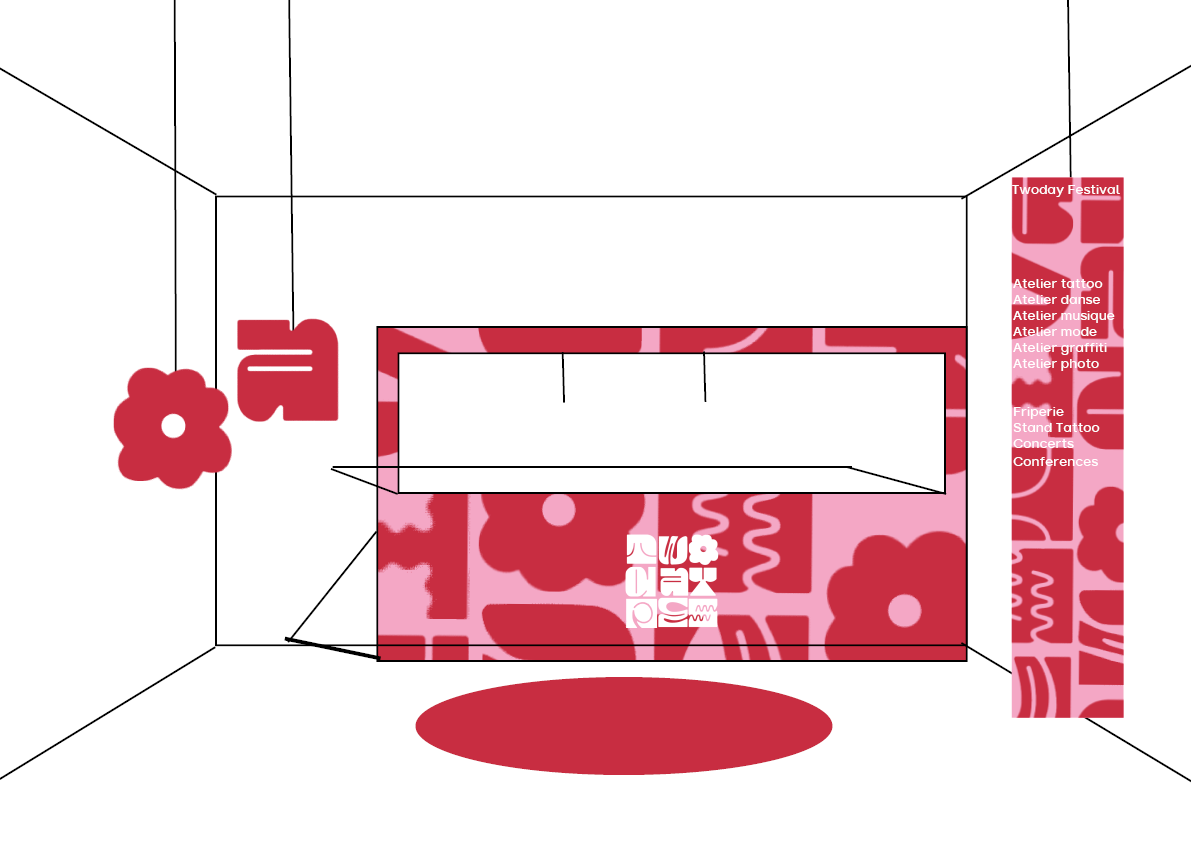 Twoday Festival
Atelier tattoo
Atelier danse
Atelier musique
Atelier mode
Atelier graffiti
Atelier photo
Friperie
Stand Tattoo
Concerts
Conferences